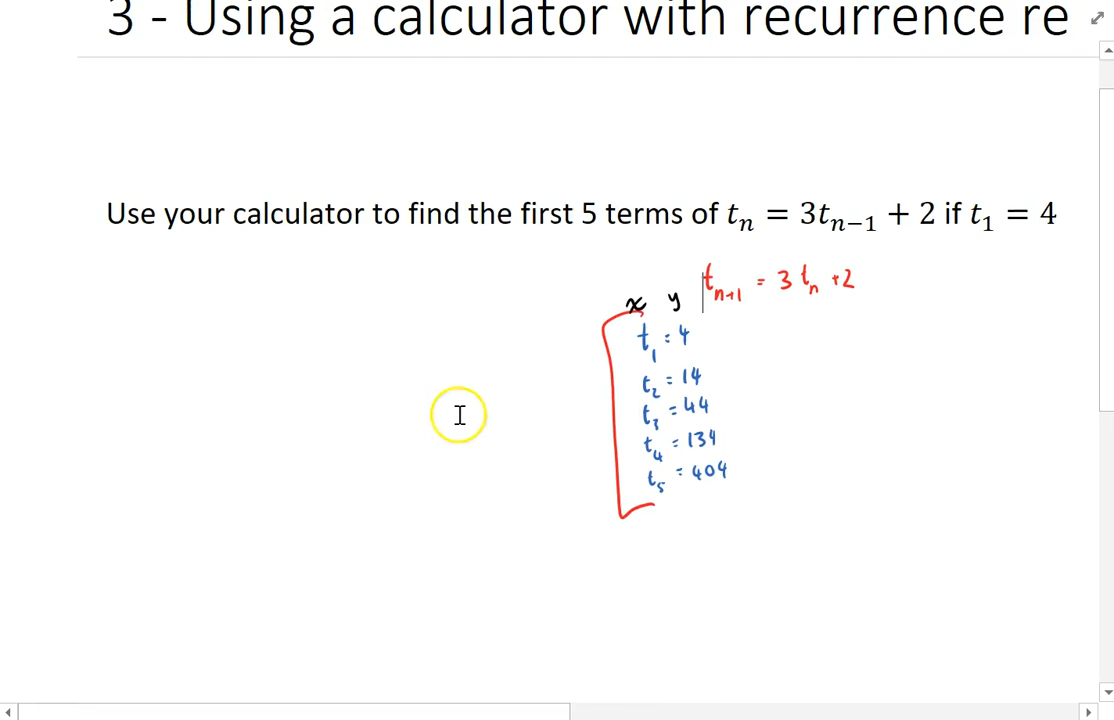 3 - Using a calculator with recurrence re
Use your calculator to find the first 5 terms of tₙ = 3tₙ₋₁ + 2 if t₁ = 4
x y tₙ₊₁ = 3tₙ + 2
t₁ = 4
t₂ = 14
t₃ = 44
t₄ = 134
t₅ = 404